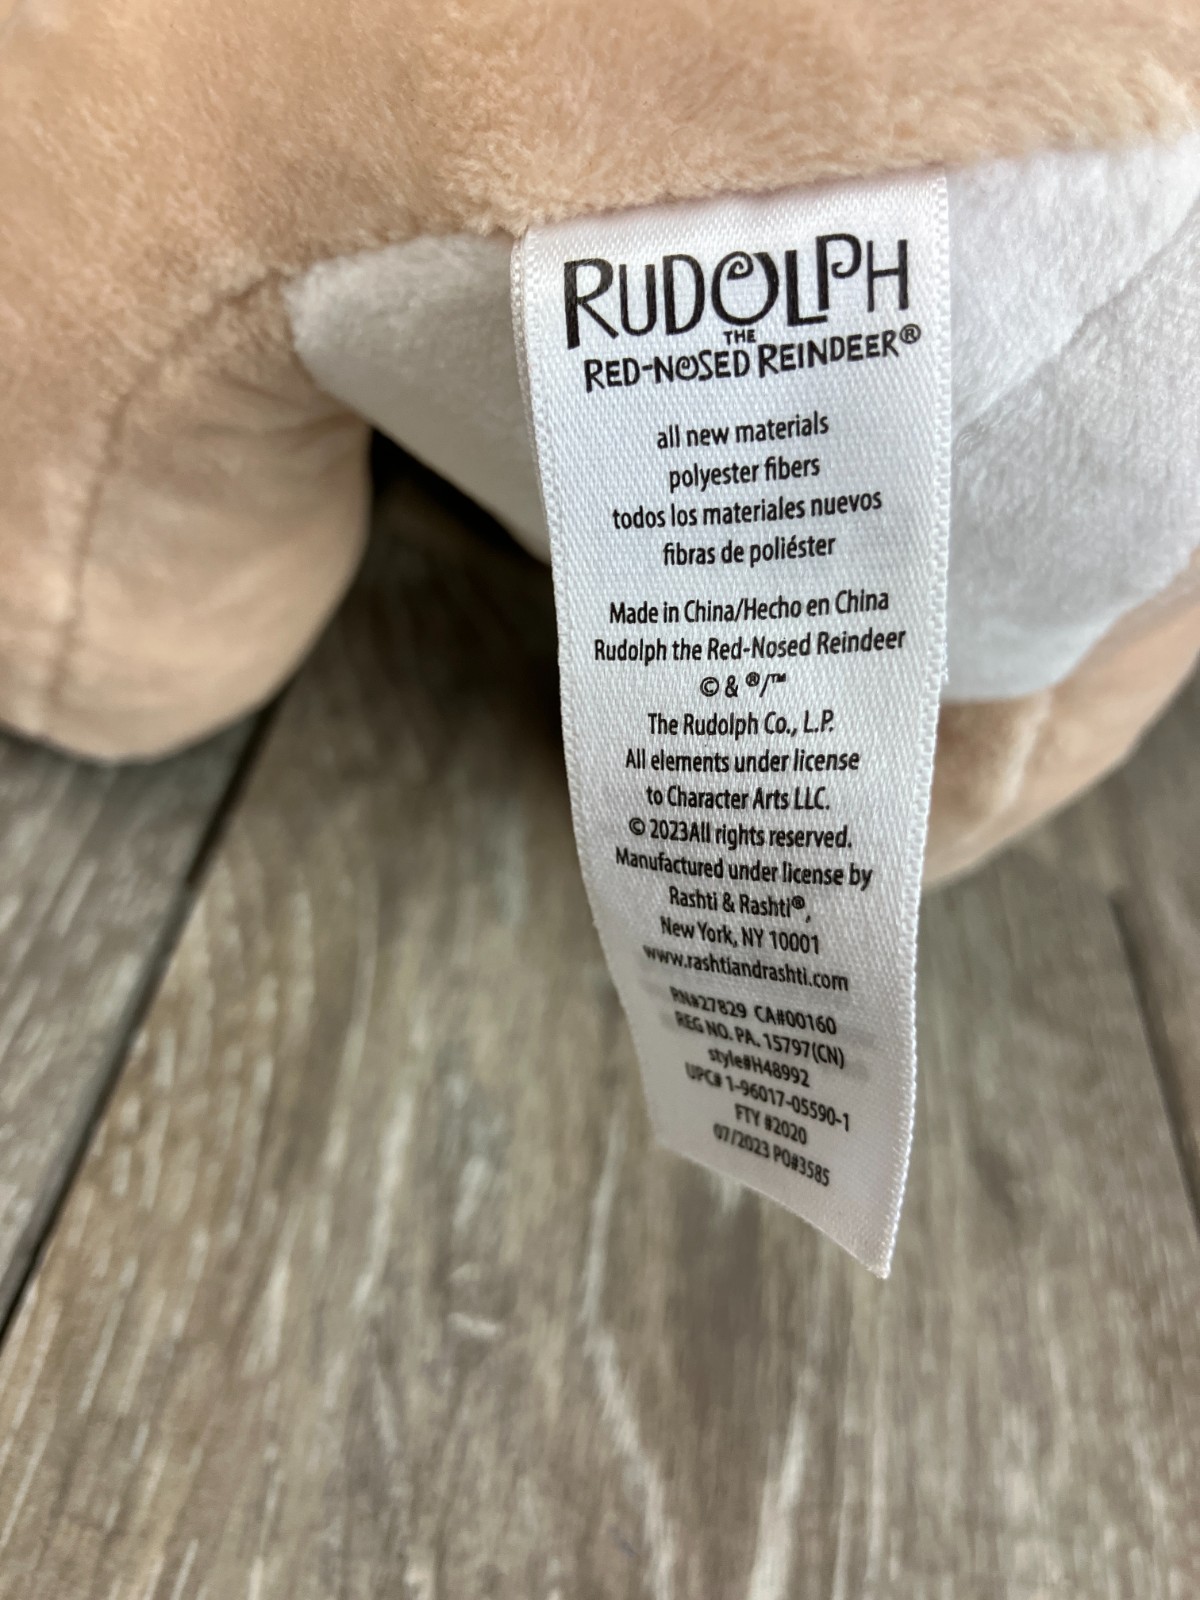 RUDOLPH
THE
RED-NOSED REINDEER®
all new materials
polyester fibers
todos los materiales nuevos
fibras de poliéster
Made in China/Hecho en China
Rudolph the Red-Nosed Reindeer
© & ®/™
The Rudolph Co., L.P.
All elements under license
to Character Arts LLC.
© 2023All rights reserved.
Manufactured under license by
Rashti & Rashti®,
New York, NY 10001
www.rashtiandrashti.com
RN#27829 CA#00160
REG NO. PA. 15797(CN)
style#H48992
UPC# 1-96017-05590-1
FTY #2020
07/2023 PO#3585